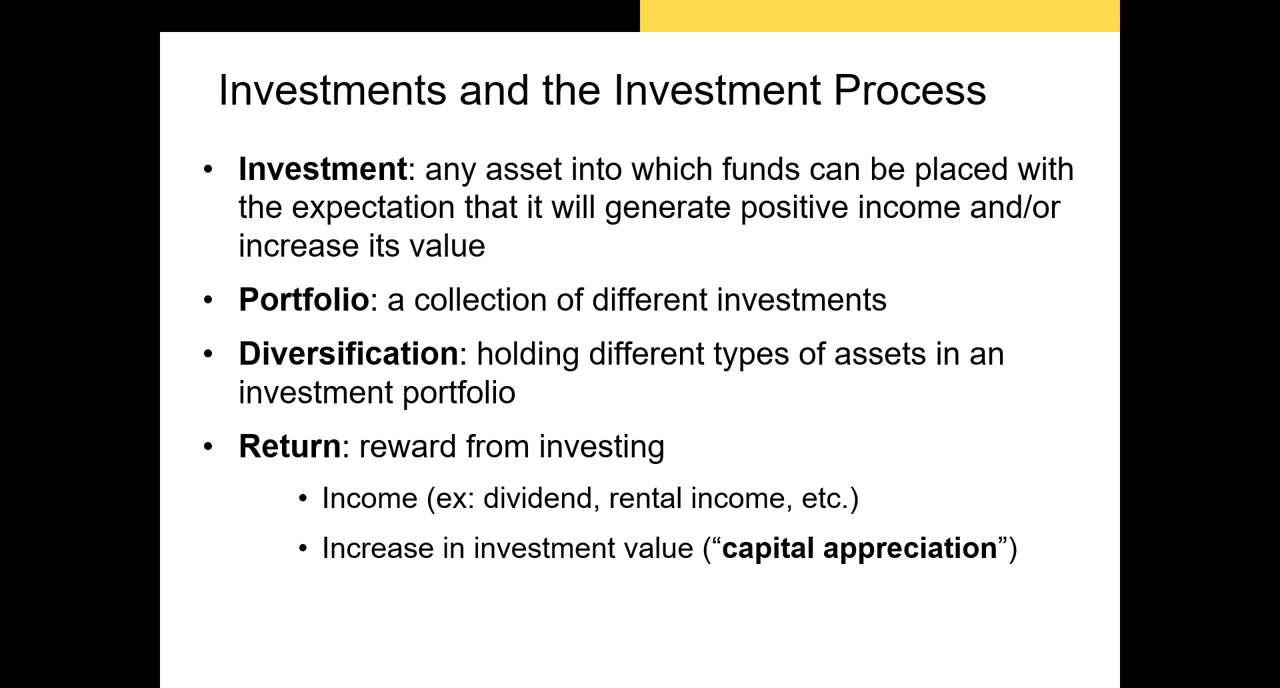 Investments and the Investment Process
• Investment: any asset into which funds can be placed with
the expectation that it will generate positive income and/or
increase its value
• Portfolio: a collection of different investments
• Diversification: holding different types of assets in an
investment portfolio
• Return: reward from investing
• Income (ex: dividend, rental income, etc.)
• Increase in investment value (“capital appreciation”)